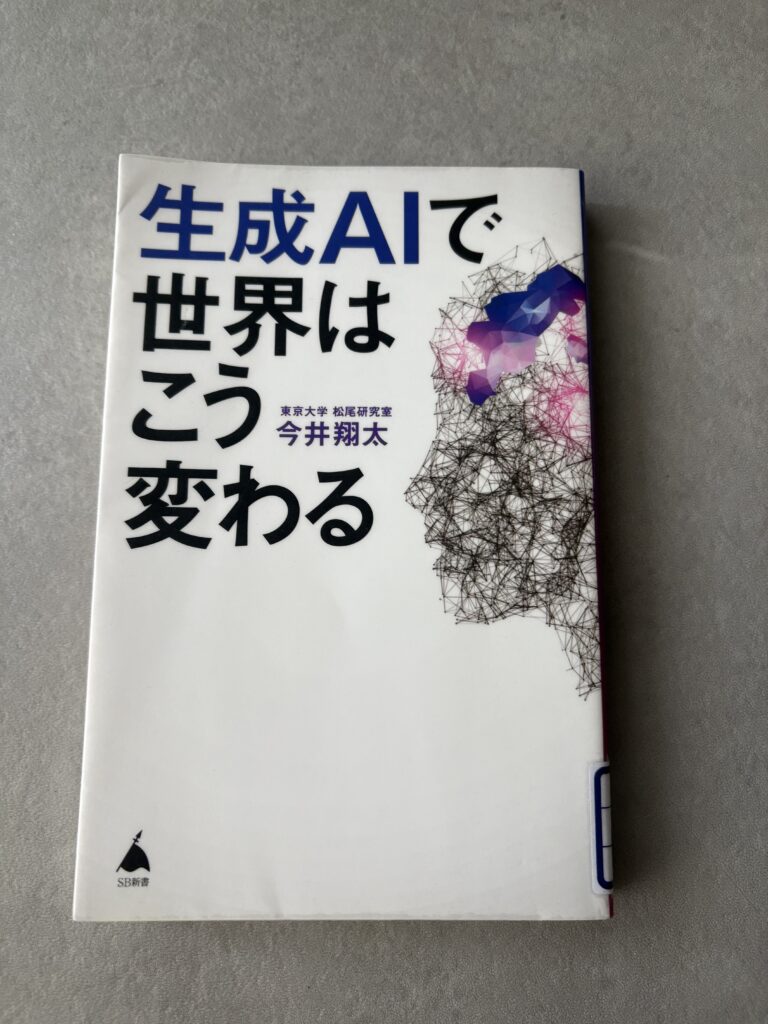 生成AIで
世界は
こう
変わる
東京大学 松尾研究室
今井翔太
SB新書